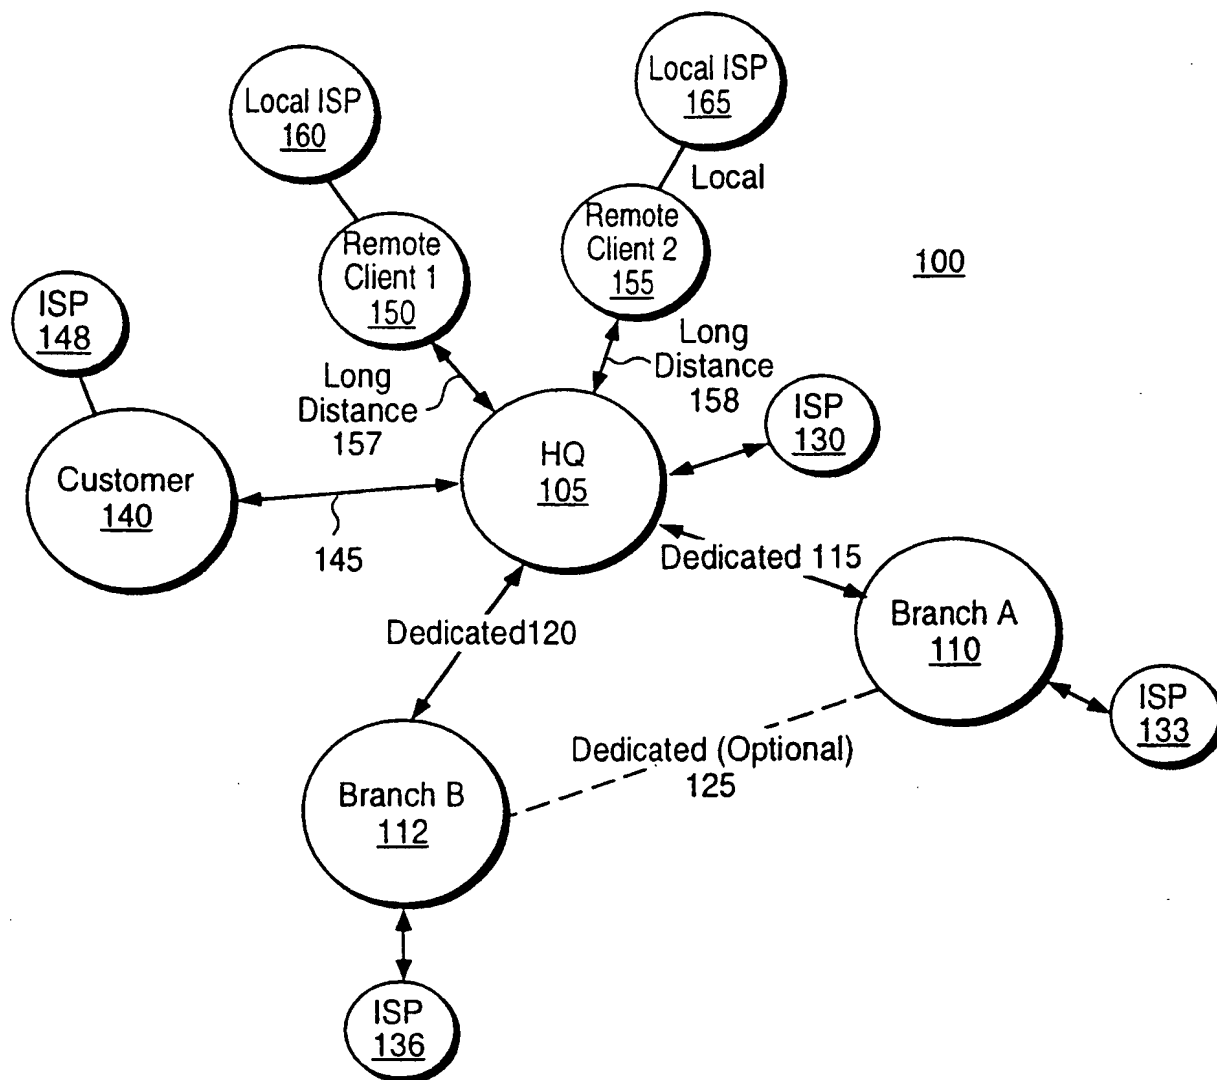 Local ISP
160
Local ISP
165
Local
Remote
Client 1
150
Remote
Client 2
155
100
ISP
148
Long
Distance
157
Long
Distance
158
ISP
130
HQ
105
Customer
140
145
Dedicated 115
Dedicated120
Branch A
110
ISP
133
Dedicated (Optional)
125
Branch B
112
ISP
136